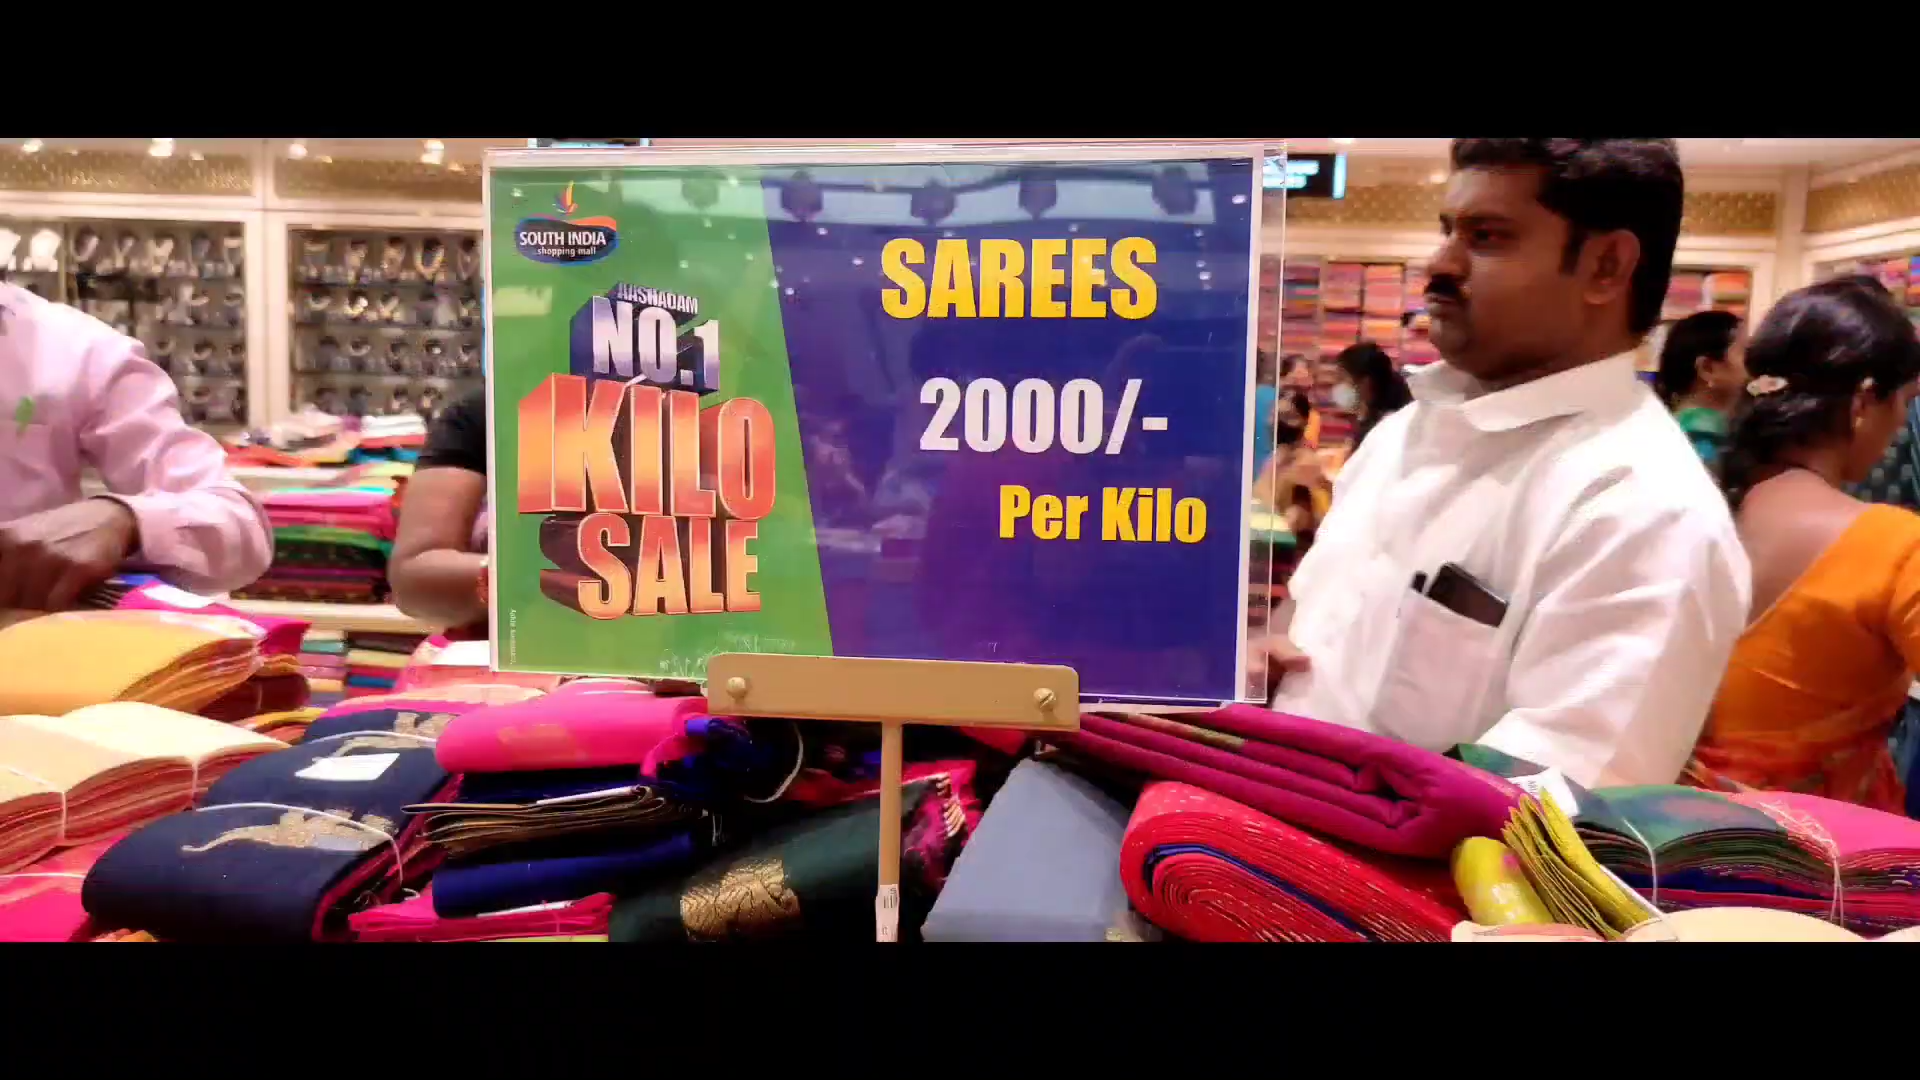 SOUTH INDIA
shopping mall
AASHADAM
NO.1
KILO
SALE
SAREES
2000/-
Per Kilo